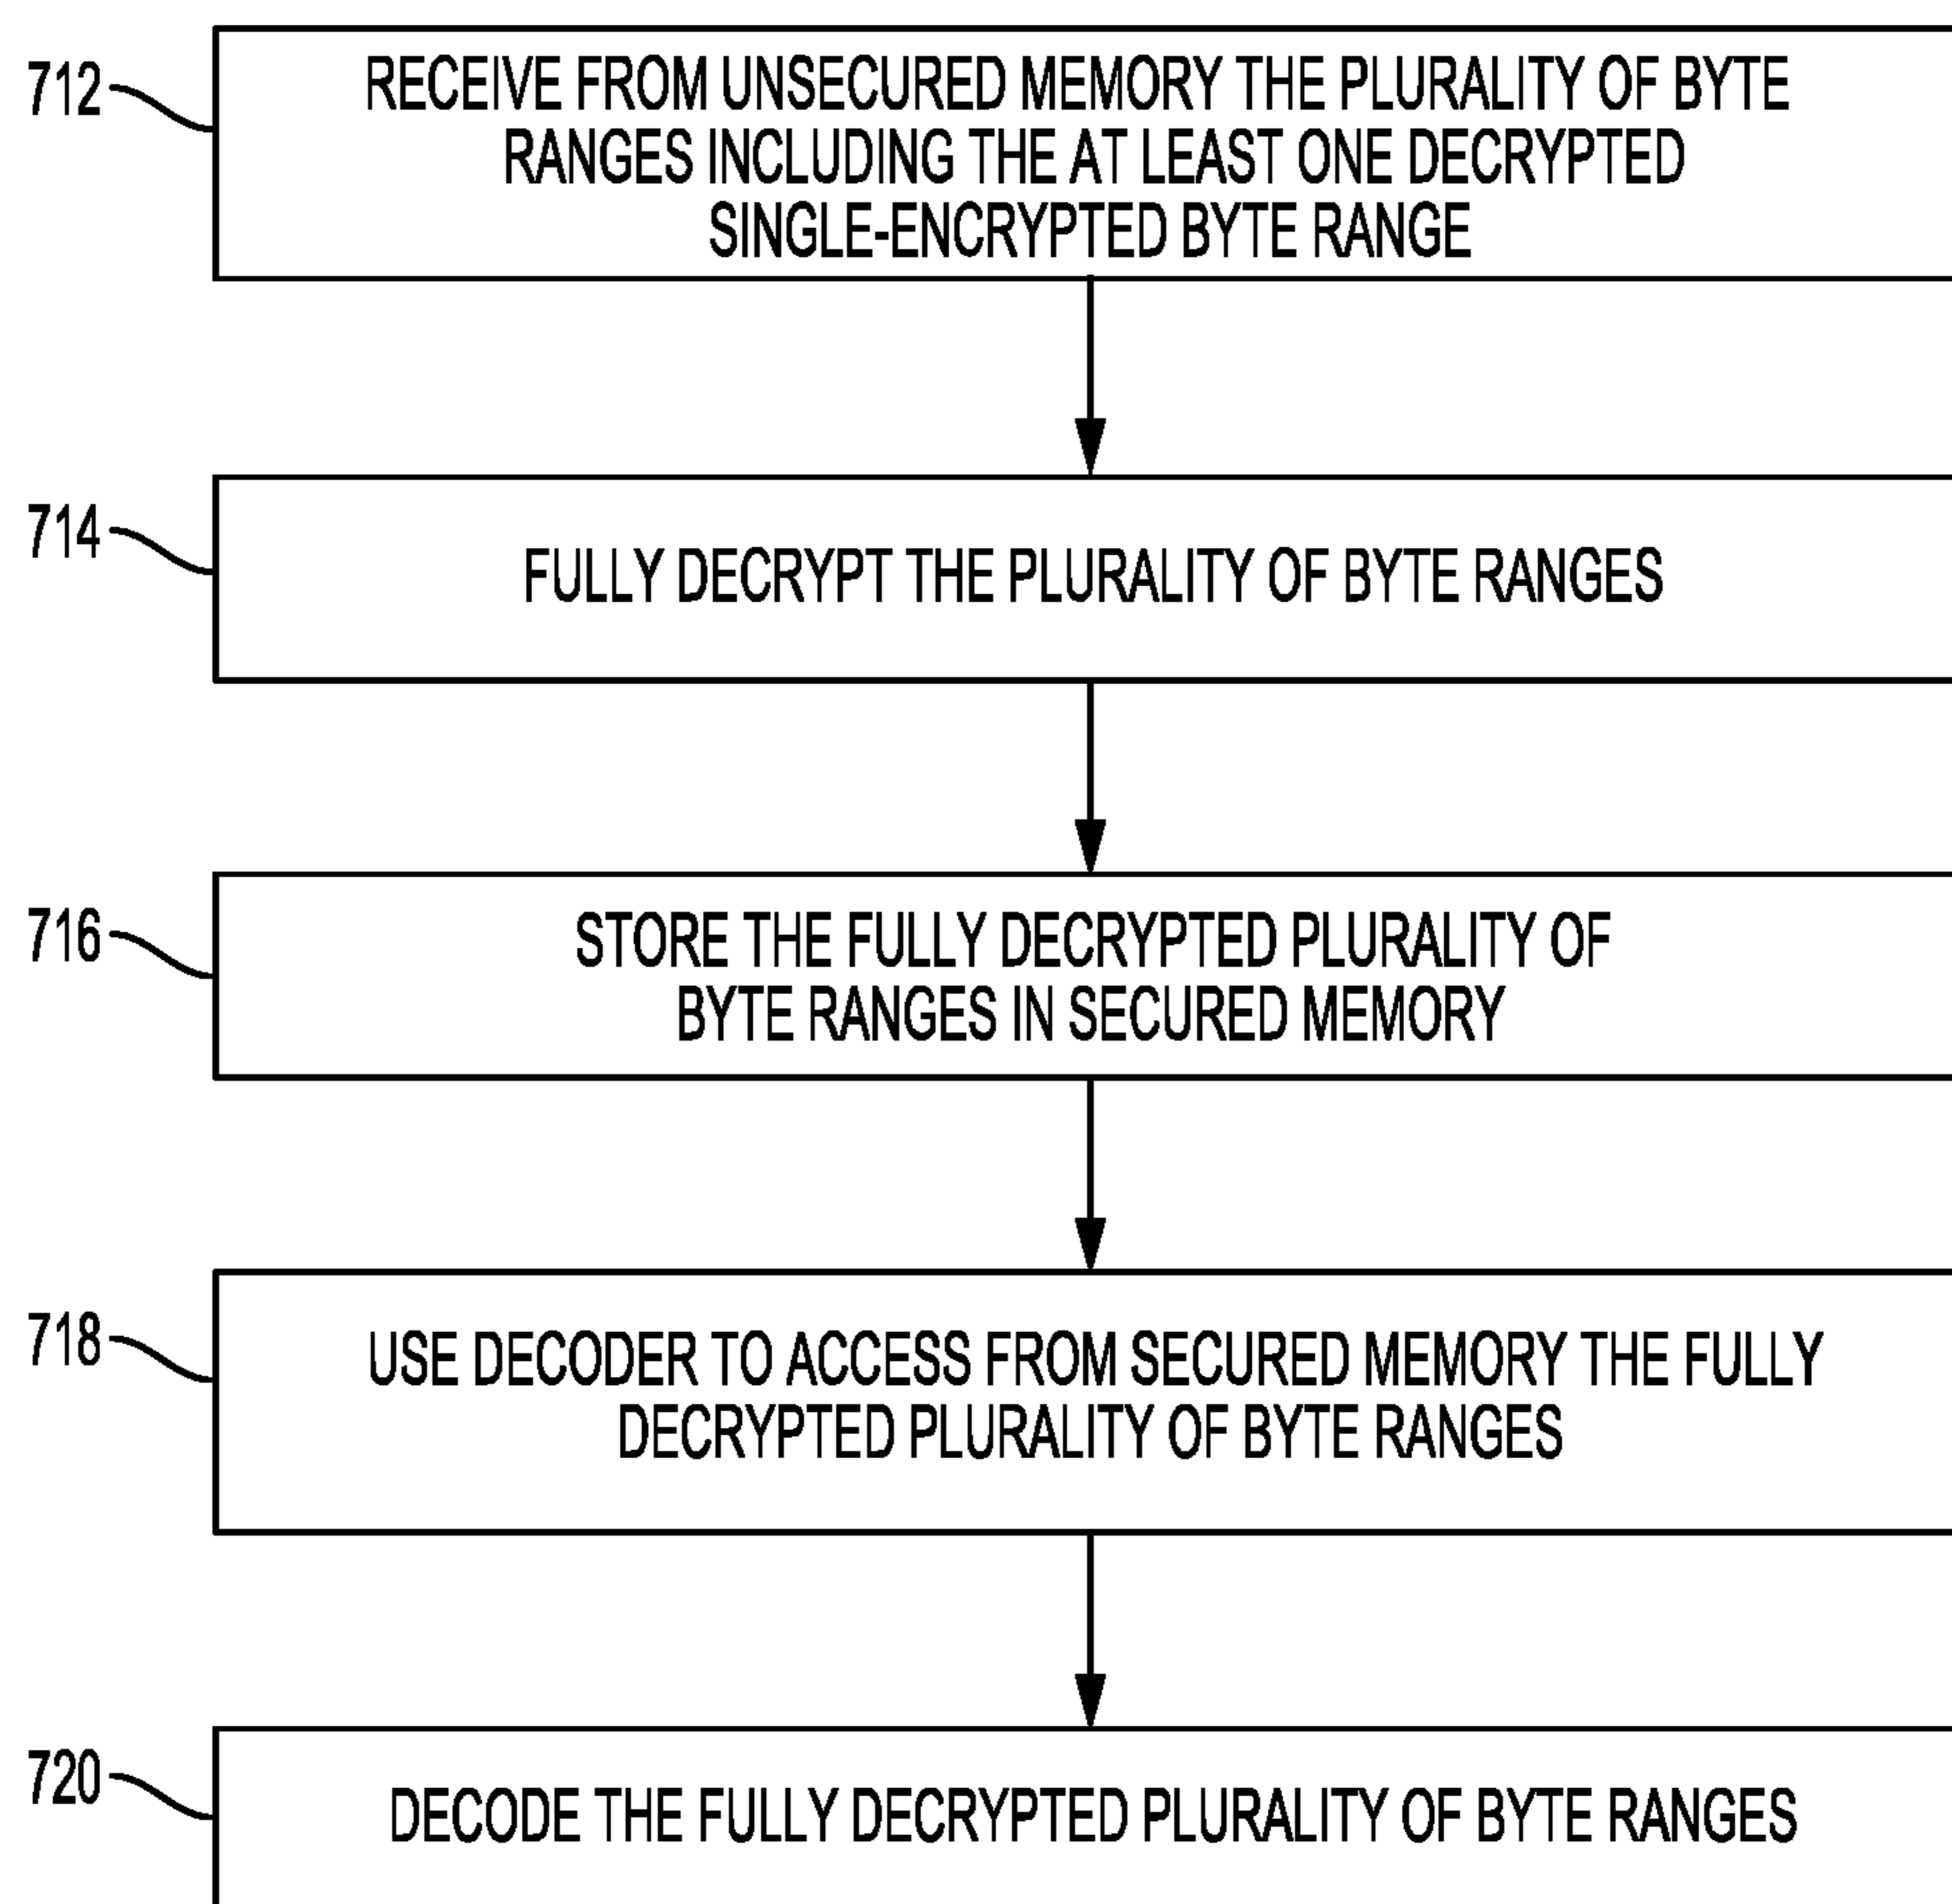 712
RECEIVE FROM UNSECURED MEMORY THE PLURALITY OF BYTE
RANGES INCLUDING THE AT LEAST ONE DECRYPTED
SINGLE-ENCRYPTED BYTE RANGE
714
FULLY DECRYPT THE PLURALITY OF BYTE RANGES
716
STORE THE FULLY DECRYPTED PLURALITY OF
BYTE RANGES IN SECURED MEMORY
718
USE DECODER TO ACCESS FROM SECURED MEMORY THE FULLY
DECRYPTED PLURALITY OF BYTE RANGES
720
DECODE THE FULLY DECRYPTED PLURALITY OF BYTE RANGES